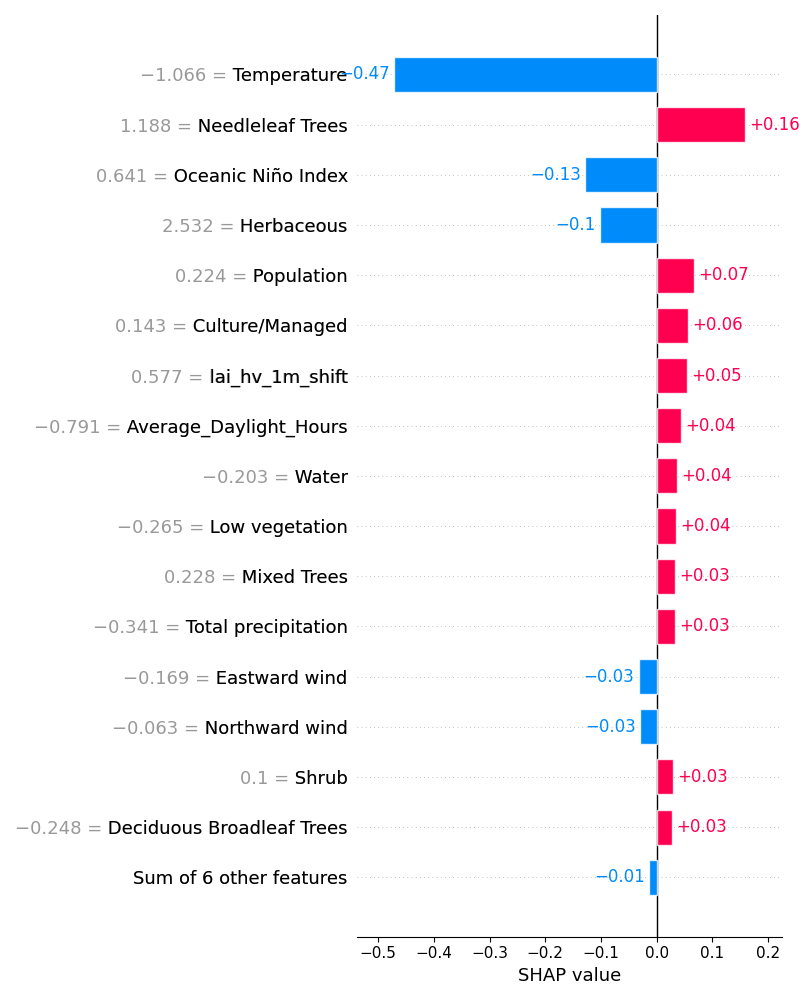 −1.066 = Temperature −0.47
1.188 = Needleleaf Trees +0.16
0.641 = Oceanic Niño Index −0.13
2.532 = Herbaceous −0.1
0.224 = Population +0.07
0.143 = Culture/Managed +0.06
0.577 = lai_hv_1m_shift +0.05
−0.791 = Average_Daylight_Hours +0.04
−0.203 = Water +0.04
−0.265 = Low vegetation +0.04
0.228 = Mixed Trees +0.03
−0.341 = Total precipitation +0.03
−0.169 = Eastward wind −0.03
−0.063 = Northward wind −0.03
0.1 = Shrub +0.03
−0.248 = Deciduous Broadleaf Trees +0.03
Sum of 6 other features −0.01
−0.5 −0.4 −0.3 −0.2 −0.1 0.0 0.1 0.2
SHAP value